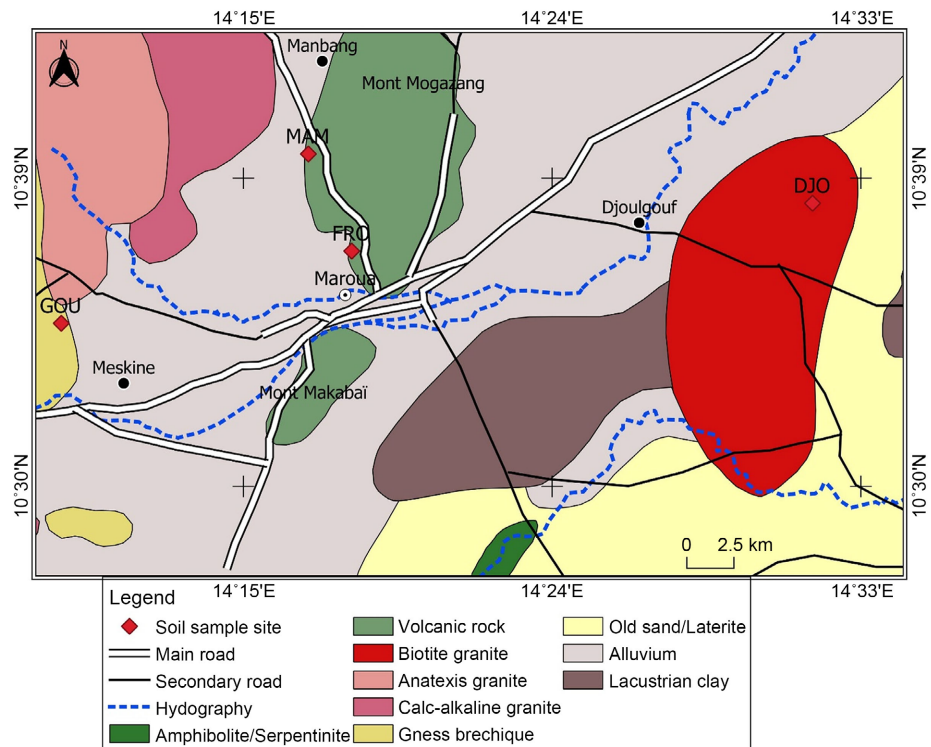 14°15'E 14°24'E 14°33'E
N
Manbang
Mont Mogazang
MAM
10°39'N
10°39'N
DJO
Djoulgouf
FRO
Maroua
GOU
Meskine
Mont Makabaï
10°30'N
10°30'N
0 2.5 km
14°15'E 14°24'E 14°33'E
Legend
Soil sample site
Main road
Secondary road
Hydography
Amphibolite/Serpentinite
Volcanic rock
Biotite granite
Anatexis granite
Calc-alkaline granite
Gness brechique
Old sand/Laterite
Alluvium
Lacustrian clay